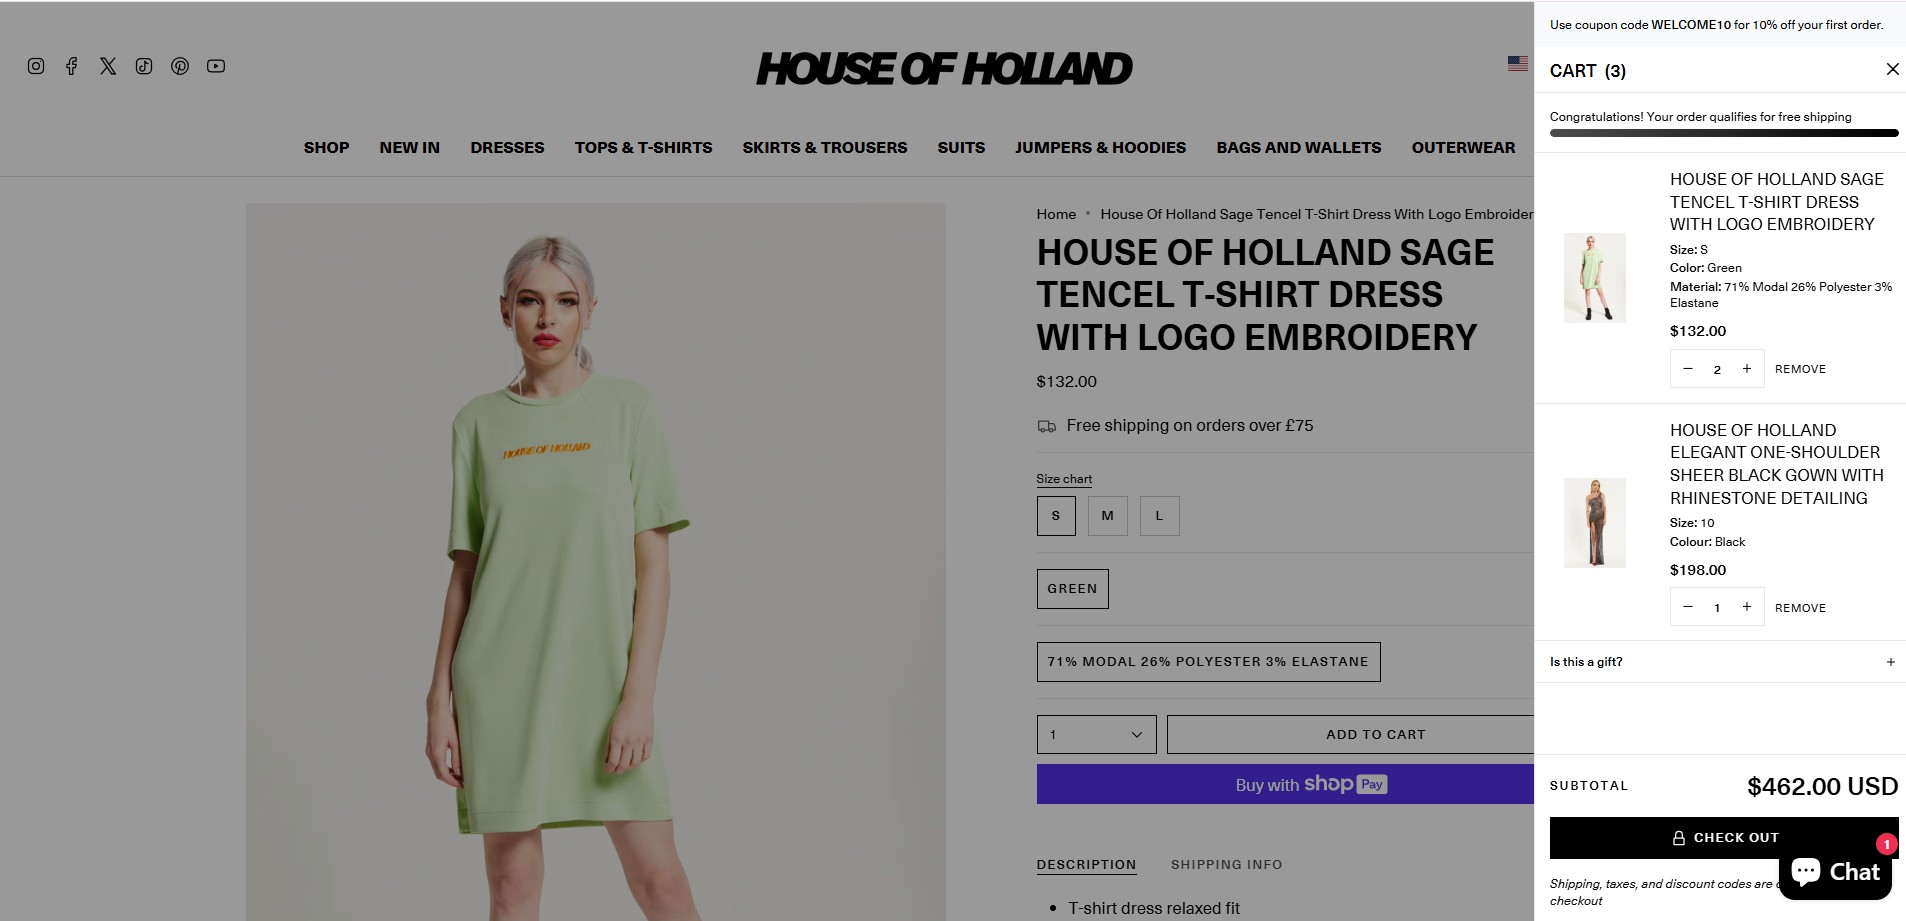 HOUSE OF HOLLAND
SHOP NEW IN DRESSES TOPS & T-SHIRTS SKIRTS & TROUSERS SUITS JUMPERS & HOODIES BAGS AND WALLETS OUTERWEAR
HOUSE OF HOLLAND
Home • House Of Holland Sage Tencel T-Shirt Dress With Logo Embroider
HOUSE OF HOLLAND SAGE
TENCEL T-SHIRT DRESS
WITH LOGO EMBROIDERY
$132.00
Free shipping on orders over £75
Size chart
S M L
GREEN
71% MODAL 26% POLYESTER 3% ELASTANE
1 ADD TO CART
Buy with shop Pay
DESCRIPTION SHIPPING INFO
• T-shirt dress relaxed fit
Use coupon code WELCOME10 for 10% off your first order.
CART (3)
Congratulations! Your order qualifies for free shipping
HOUSE OF HOLLAND SAGE
TENCEL T-SHIRT DRESS
WITH LOGO EMBROIDERY
Size: S
Color: Green
Material: 71% Modal 26% Polyester 3%
Elastane
$132.00
− 2 + REMOVE
HOUSE OF HOLLAND
ELEGANT ONE-SHOULDER
SHEER BLACK GOWN WITH
RHINESTONE DETAILING
Size: 10
Colour: Black
$198.00
− 1 + REMOVE
Is this a gift? +
SUBTOTAL $462.00 USD
CHECK OUT
1
Chat
Shipping, taxes, and discount codes are
checkout